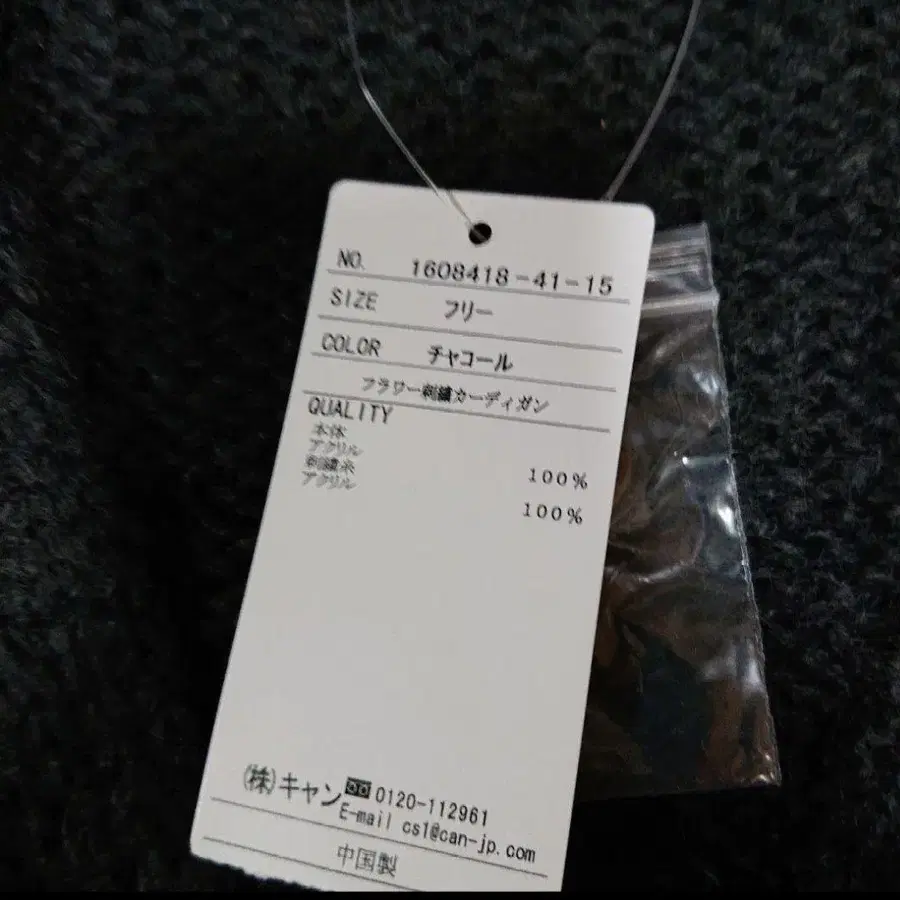 NO. 1608418-41-15
SIZE フリー
COLOR チャコール
フラワー刺繍カーディガン
QUALITY
本体
アクリル 100%
刺繍糸
アクリル 100%
(株)キャン 0120-112961
E-mail cs1@can-jp.com
中国製